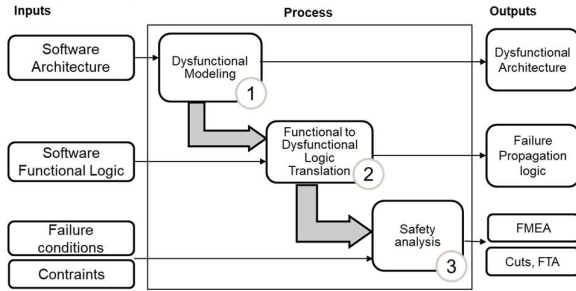 Inputs
Process
Outputs
Software
Architecture
Dysfunctional
Modeling
1
Dysfunctional
Architecture
Software
Functional Logic
Functional to
Dysfunctional
Logic
Translation
2
Failure
Propagation
logic
Failure
conditions
Contraints
Safety
analysis
3
FMEA
Cuts, FTA